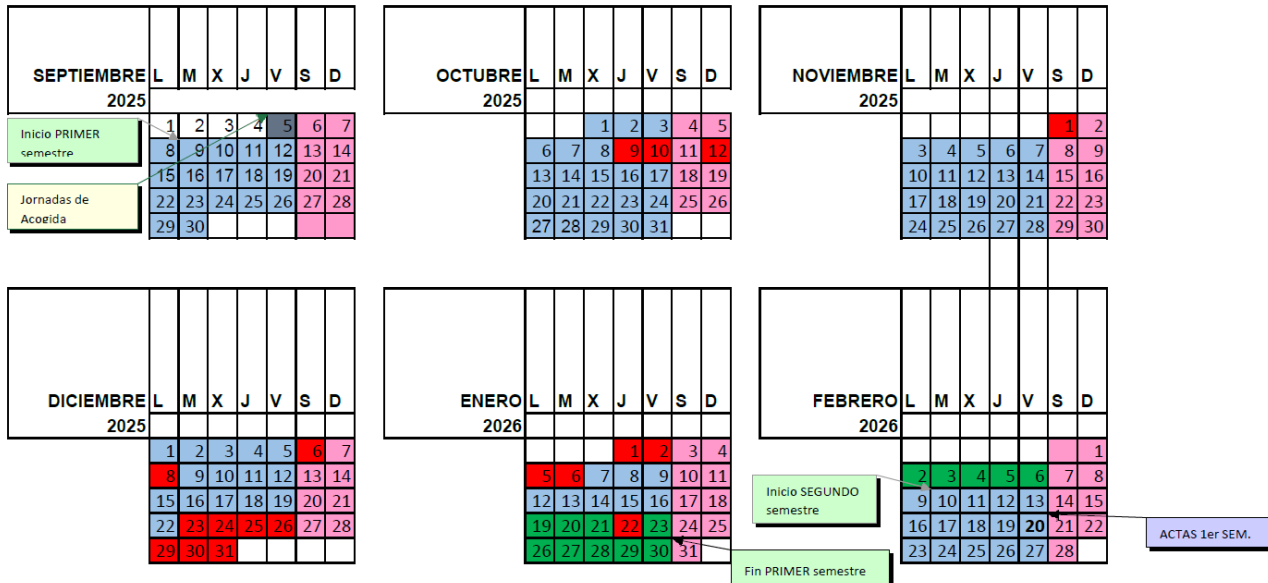 SEPTIEMBRE L M X J V S D
2025
1 2 3 4 5 6 7
8 9 10 11 12 13 14
15 16 17 18 19 20 21
22 23 24 25 26 27 28
29 30
Inicio PRIMER
semestre
Jornadas de
Acogida
OCTUBRE L M X J V S D
2025
1 2 3 4 5
6 7 8 9 10 11 12
13 14 15 16 17 18 19
20 21 22 23 24 25 26
27 28 29 30 31
NOVIEMBRE L M X J V S D
2025
1 2
3 4 5 6 7 8 9
10 11 12 13 14 15 16
17 18 19 20 21 22 23
24 25 26 27 28 29 30
DICIEMBRE L M X J V S D
2025
1 2 3 4 5 6 7
8 9 10 11 12 13 14
15 16 17 18 19 20 21
22 23 24 25 26 27 28
29 30 31
ENERO L M X J V S D
2026
1 2 3 4
5 6 7 8 9 10 11
12 13 14 15 16 17 18
19 20 21 22 23 24 25
26 27 28 29 30 31
Fin PRIMER semestre
FEBRERO L M X J V S D
2026
1
2 3 4 5 6 7 8
9 10 11 12 13 14 15
16 17 18 19 20 21 22
23 24 25 26 27 28
Inicio SEGUNDO
semestre
ACTAS 1er SEM.